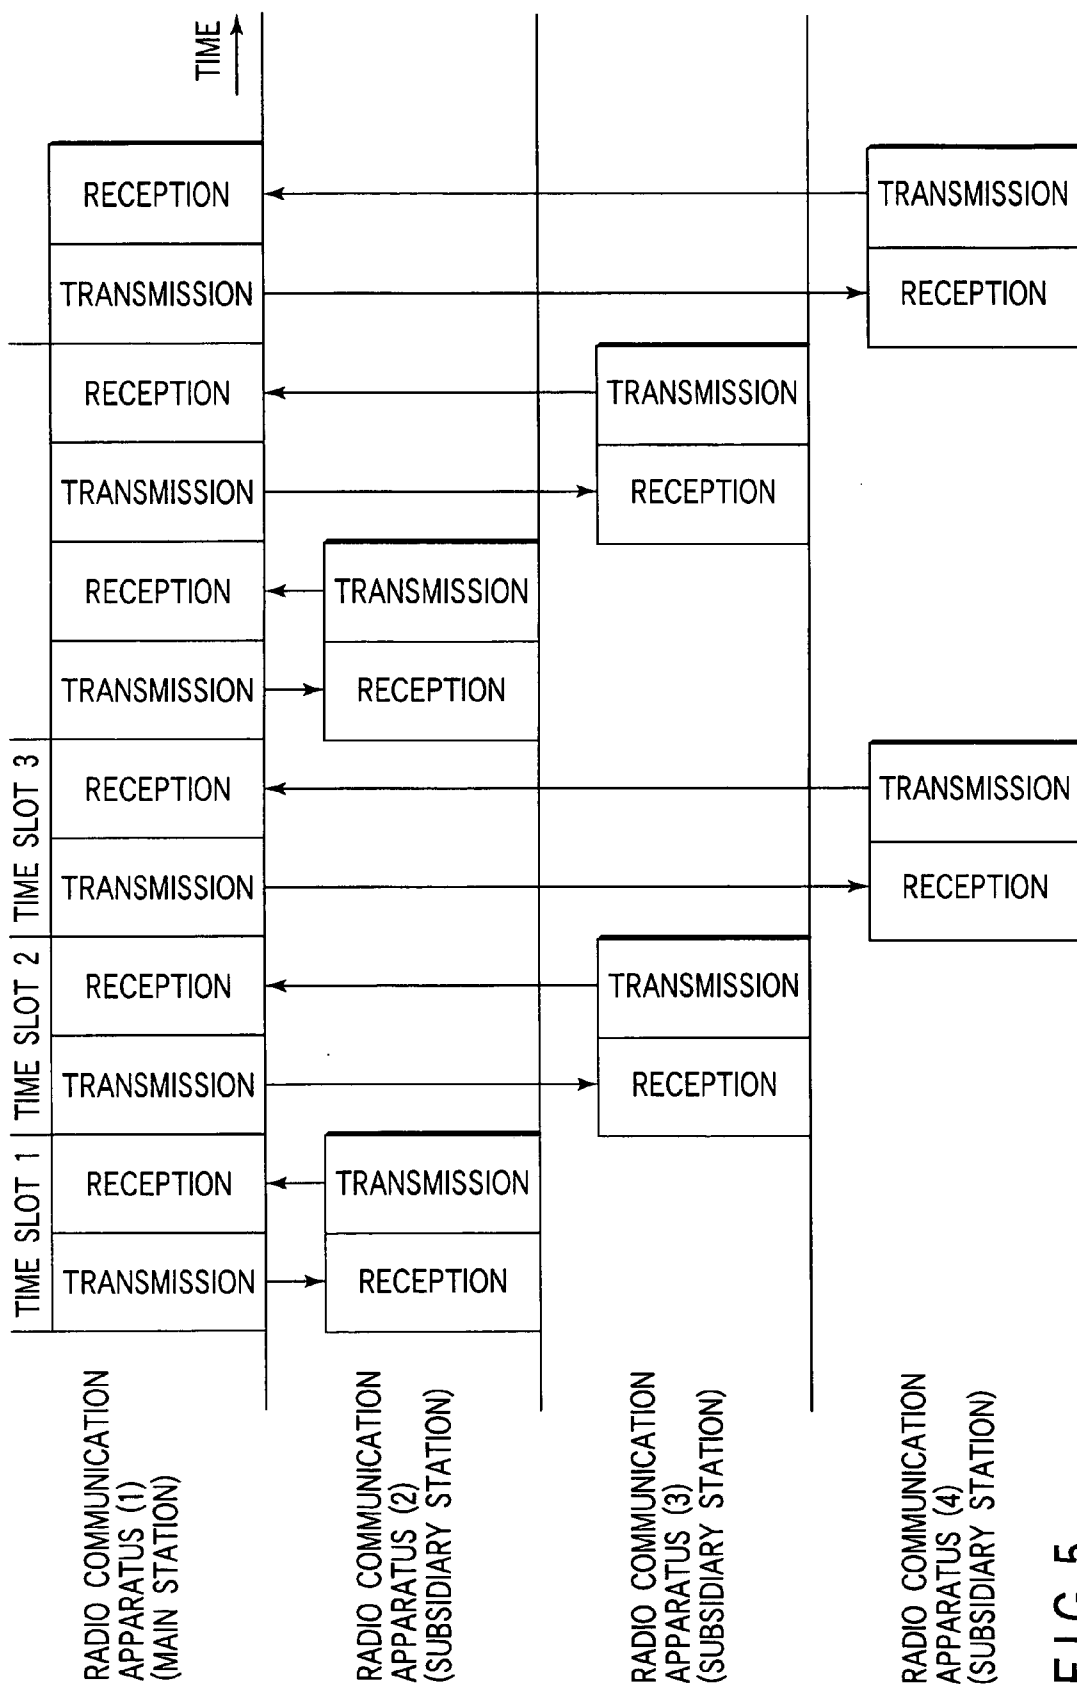 TIME SLOT 1
TIME SLOT 2
TIME SLOT 3
RADIO COMMUNICATION
APPARATUS (1)
(MAIN STATION)
TRANSMISSION
RECEPTION
TRANSMISSION
RECEPTION
TRANSMISSION
RECEPTION
TRANSMISSION
RECEPTION
TRANSMISSION
RECEPTION
TRANSMISSION
RECEPTION
TIME
RADIO COMMUNICATION
APPARATUS (2)
(SUBSIDIARY STATION)
RECEPTION
TRANSMISSION
RECEPTION
TRANSMISSION
RADIO COMMUNICATION
APPARATUS (3)
(SUBSIDIARY STATION)
RECEPTION
TRANSMISSION
RECEPTION
TRANSMISSION
RADIO COMMUNICATION
APPARATUS (4)
(SUBSIDIARY STATION)
RECEPTION
TRANSMISSION
RECEPTION
TRANSMISSION
FIG. 5